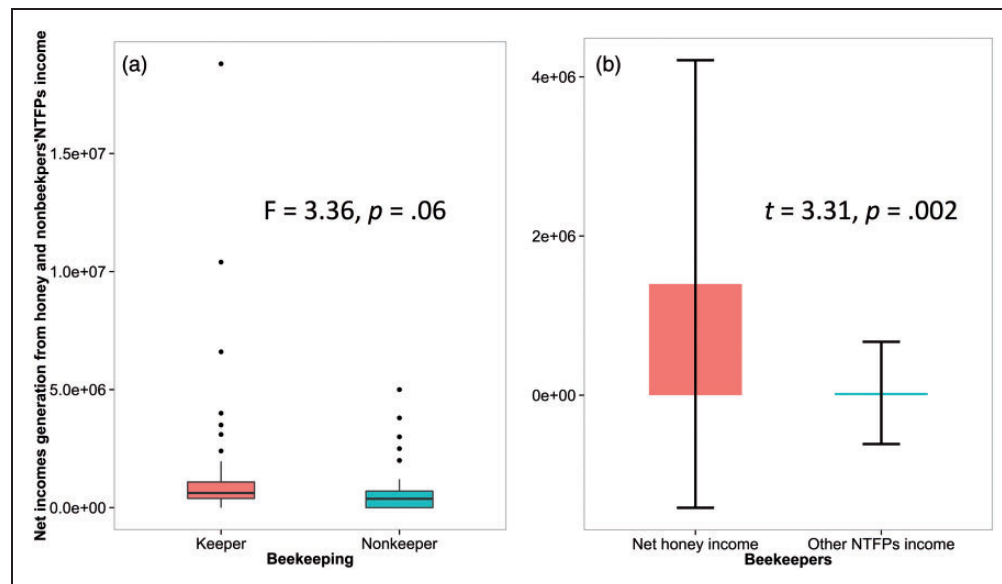 Net incomes generation from honey and nonbeekpers'NTFPs income
(a)
1.5e+07
1.0e+07
5.0e+06
0.0e+00
F = 3.36, p = .06
Keeper
Nonkeeper
Beekeeping
(b)
4e+06
2e+06
0e+00
t = 3.31, p = .002
Net honey income
Other NTFPs income
Beekeepers